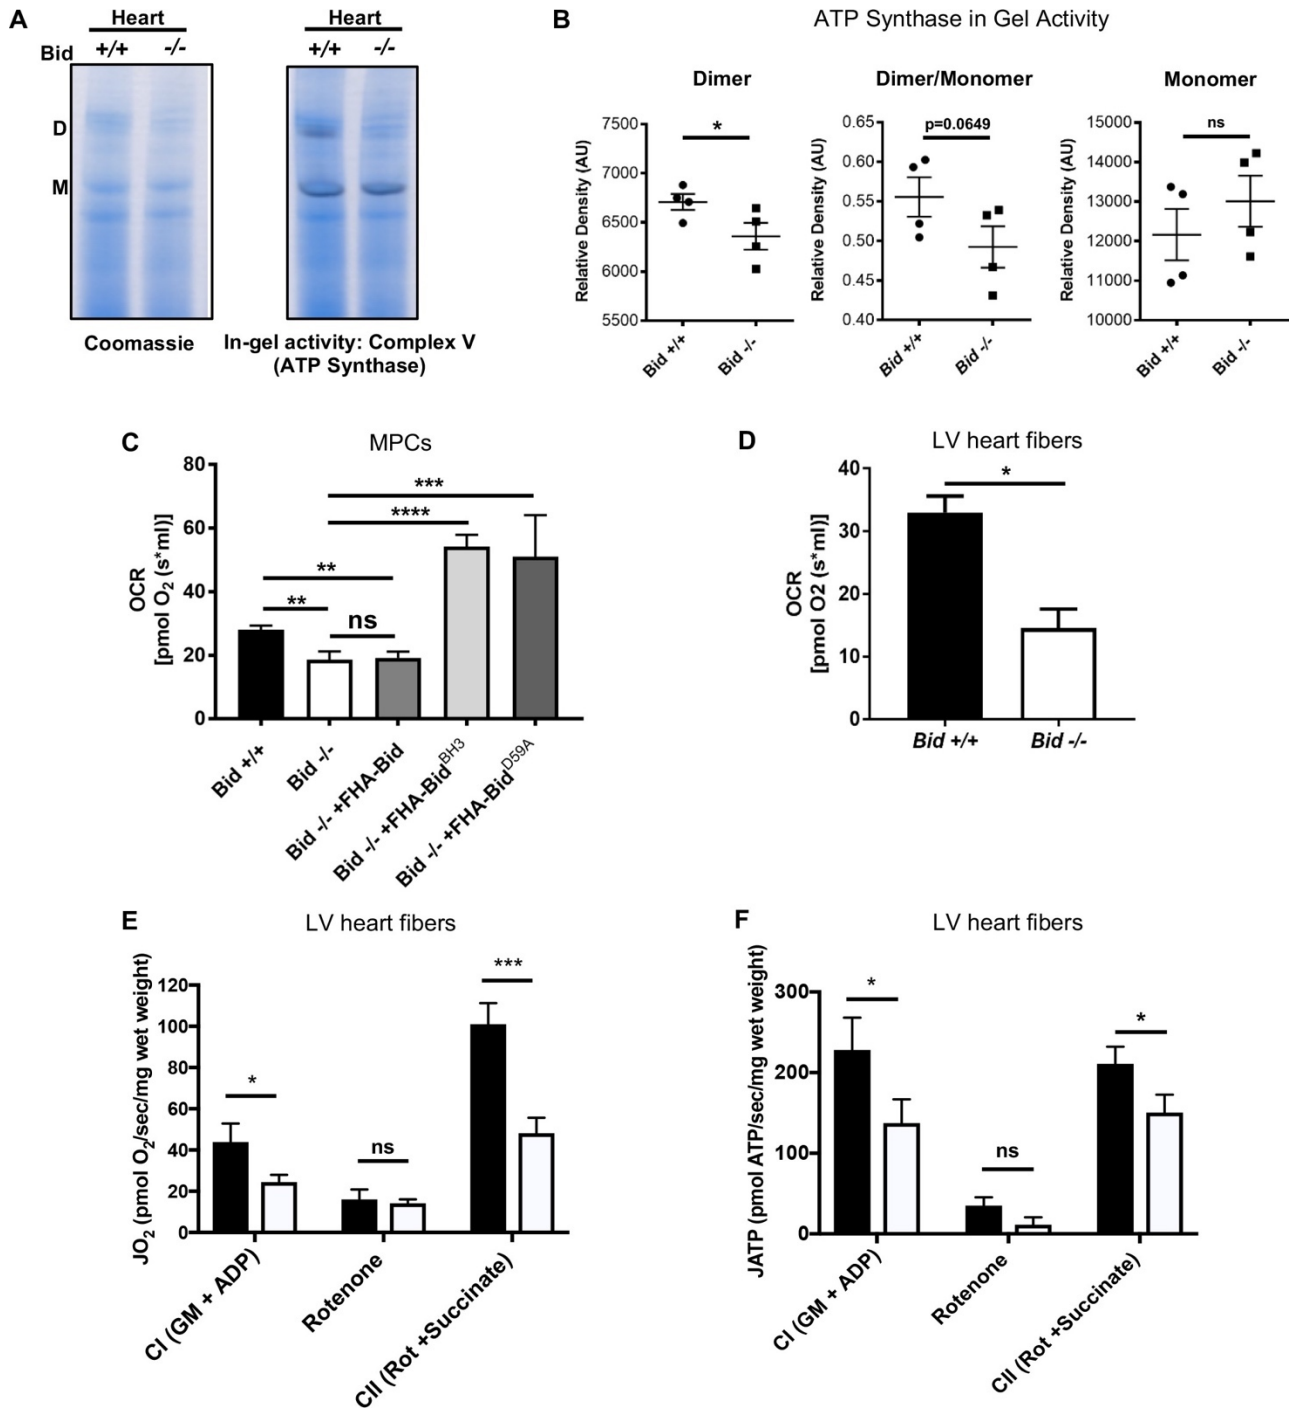 A
Heart
Heart
Bid +/+ -/-
+/+ -/-
D
M
Coomassie
In-gel activity: Complex V
(ATP Synthase)
B
ATP Synthase in Gel Activity
Dimer
Relative Density (AU)
7500
7000
6500
6000
5500
*
Bid +/+
Bid -/-
Dimer/Monomer
Relative Density (AU)
0.65
0.60
0.55
0.50
0.45
0.40
p=0.0649
Bid +/+
Bid -/-
Monomer
Relative Density (AU)
15000
14000
13000
12000
11000
10000
ns
Bid +/+
Bid -/-
C
MPCs
OCR
[pmol O2 (s*ml)]
80
60
40
20
0
***
****
**
**
ns
Bid +/+
Bid -/-
Bid -/- +FHA-Bid
Bid -/- +FHA-Bid^BH3
Bid -/- +FHA-Bid^D59A
D
LV heart fibers
OCR
[pmol O2 (s*ml)]
40
30
20
10
0
*
Bid +/+
Bid -/-
E
LV heart fibers
JO2 (pmol O2/sec/mg wet weight)
120
100
80
60
40
20
0
*
ns
***
CI (GM + ADP)
Rotenone
CII (Rot +Succinate)
F
LV heart fibers
JATP (pmol ATP/sec/mg wet weight)
300
200
100
0
*
ns
*
CI (GM + ADP)
Rotenone
CII (Rot +Succinate)